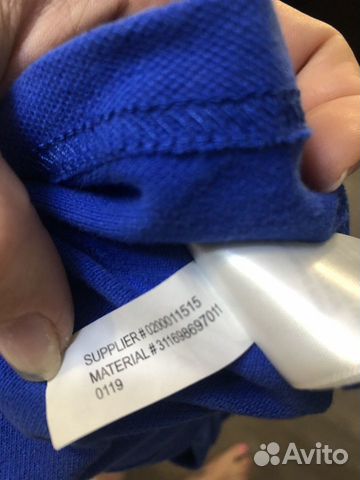 SUPPLIER#0200011515
MATERIAL #311698697011
0119
Avito